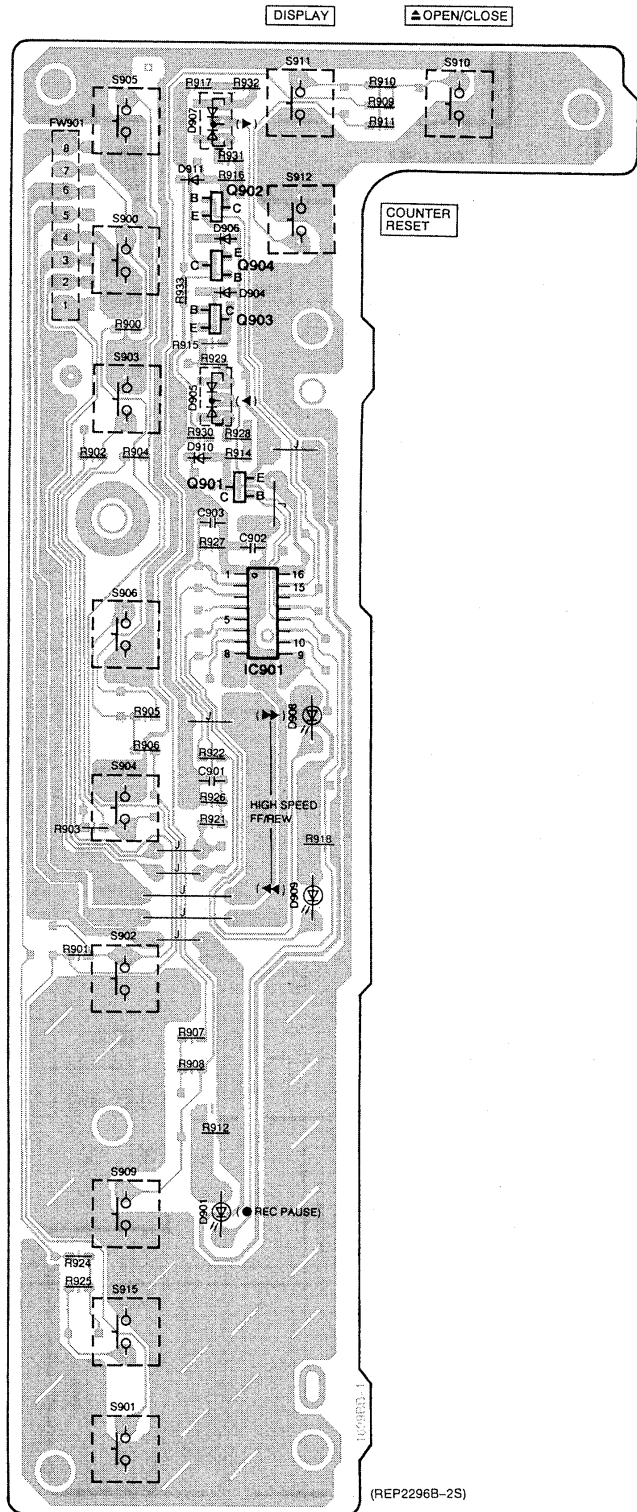 DISPLAY
▲OPEN/CLOSE
S911
S910
S905
R917
R932
R910
R909
R911
FW901
D907
(▶)
R931
8
7
6
5
4
3
2
1
D911
R916
S912
Q902
B
C
E
COUNTER
RESET
S900
D906
E
Q904
C
B
R933
D904
B
C
Q903
E
R900
R915
S903
R929
D905
(◀)
R930
R928
R902
R904
D910
R914
J
Q901
E
C
B
J
C903
R927
C902
1
16
15
5
10
8
9
IC901
S906
R905
J
(▶▶)
D908
R906
R922
S904
C901
R926
HIGH SPEED
FF/REW
R903
R921
R918
J
J
(◀◀)
D909
J
J
S902
J
R901
R907
R908
R912
S909
D901
(● REC PAUSE)
R924
R925
S915
S901
(REP2296B-2S)